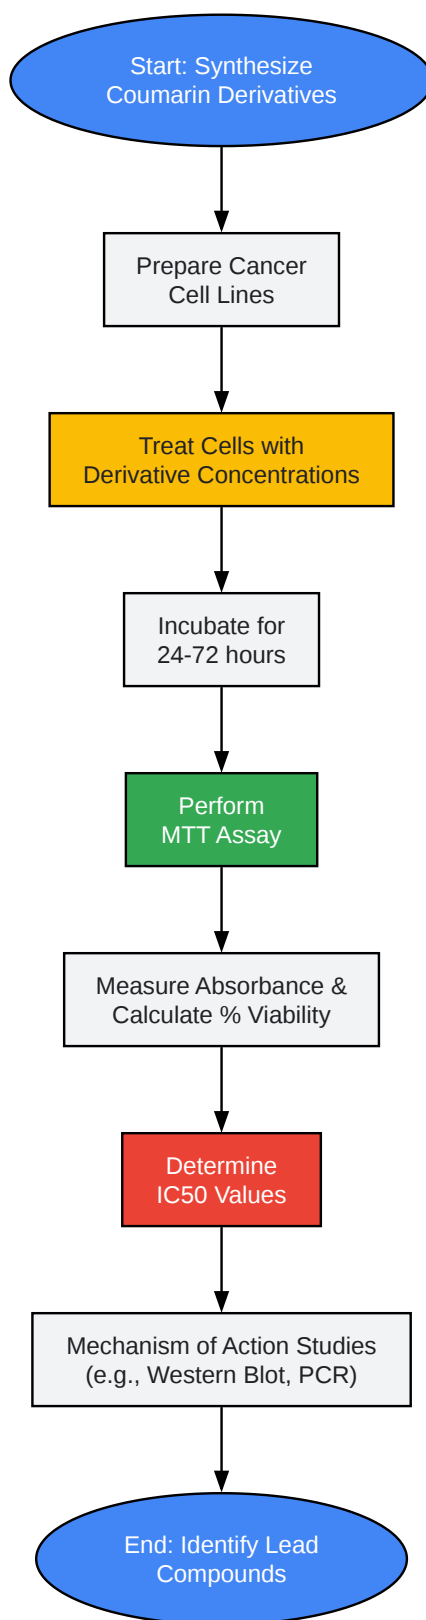 Start: Synthesize
Coumarin Derivatives
Prepare Cancer
Cell Lines
Treat Cells with
Derivative Concentrations
Incubate for
24-72 hours
Perform
MTT Assay
Measure Absorbance &
Calculate % Viability
Determine
IC50 Values
Mechanism of Action Studies
(e.g., Western Blot, PCR)
End: Identify Lead
Compounds